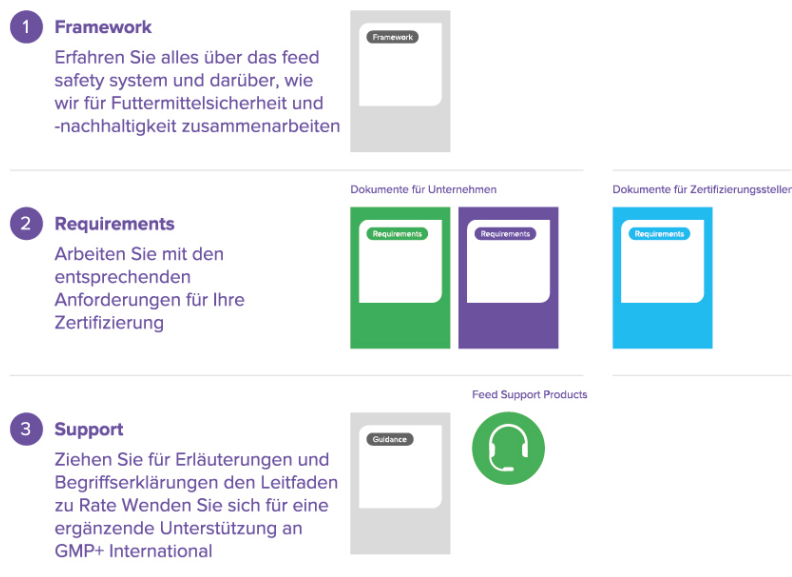 1 Framework
Erfahren Sie alles über das feed
safety system und darüber, wie
wir für Futtermittelsicherheit und
-nachhaltigkeit zusammenarbeiten
Framework
Dokumente für Unternehmen
Dokumente für Zertifizierungsstellen
2 Requirements
Arbeiten Sie mit den
entsprechenden
Anforderungen für Ihre
Zertifizierung
Requirements
Requirements
Requirements
Feed Support Products
3 Support
Ziehen Sie für Erläuterungen und
Begriffserklärungen den Leitfaden
zu Rate Wenden Sie sich für eine
ergänzende Unterstützung an
GMP+ International
Guidance